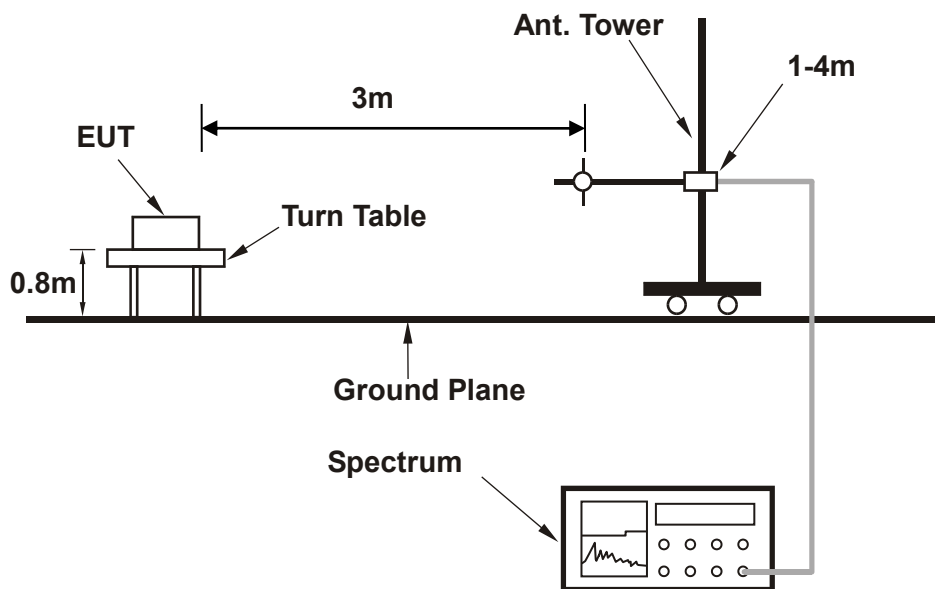 Ant. Tower
1-4m
3m
EUT
Turn Table
0.8m
Ground Plane
Spectrum